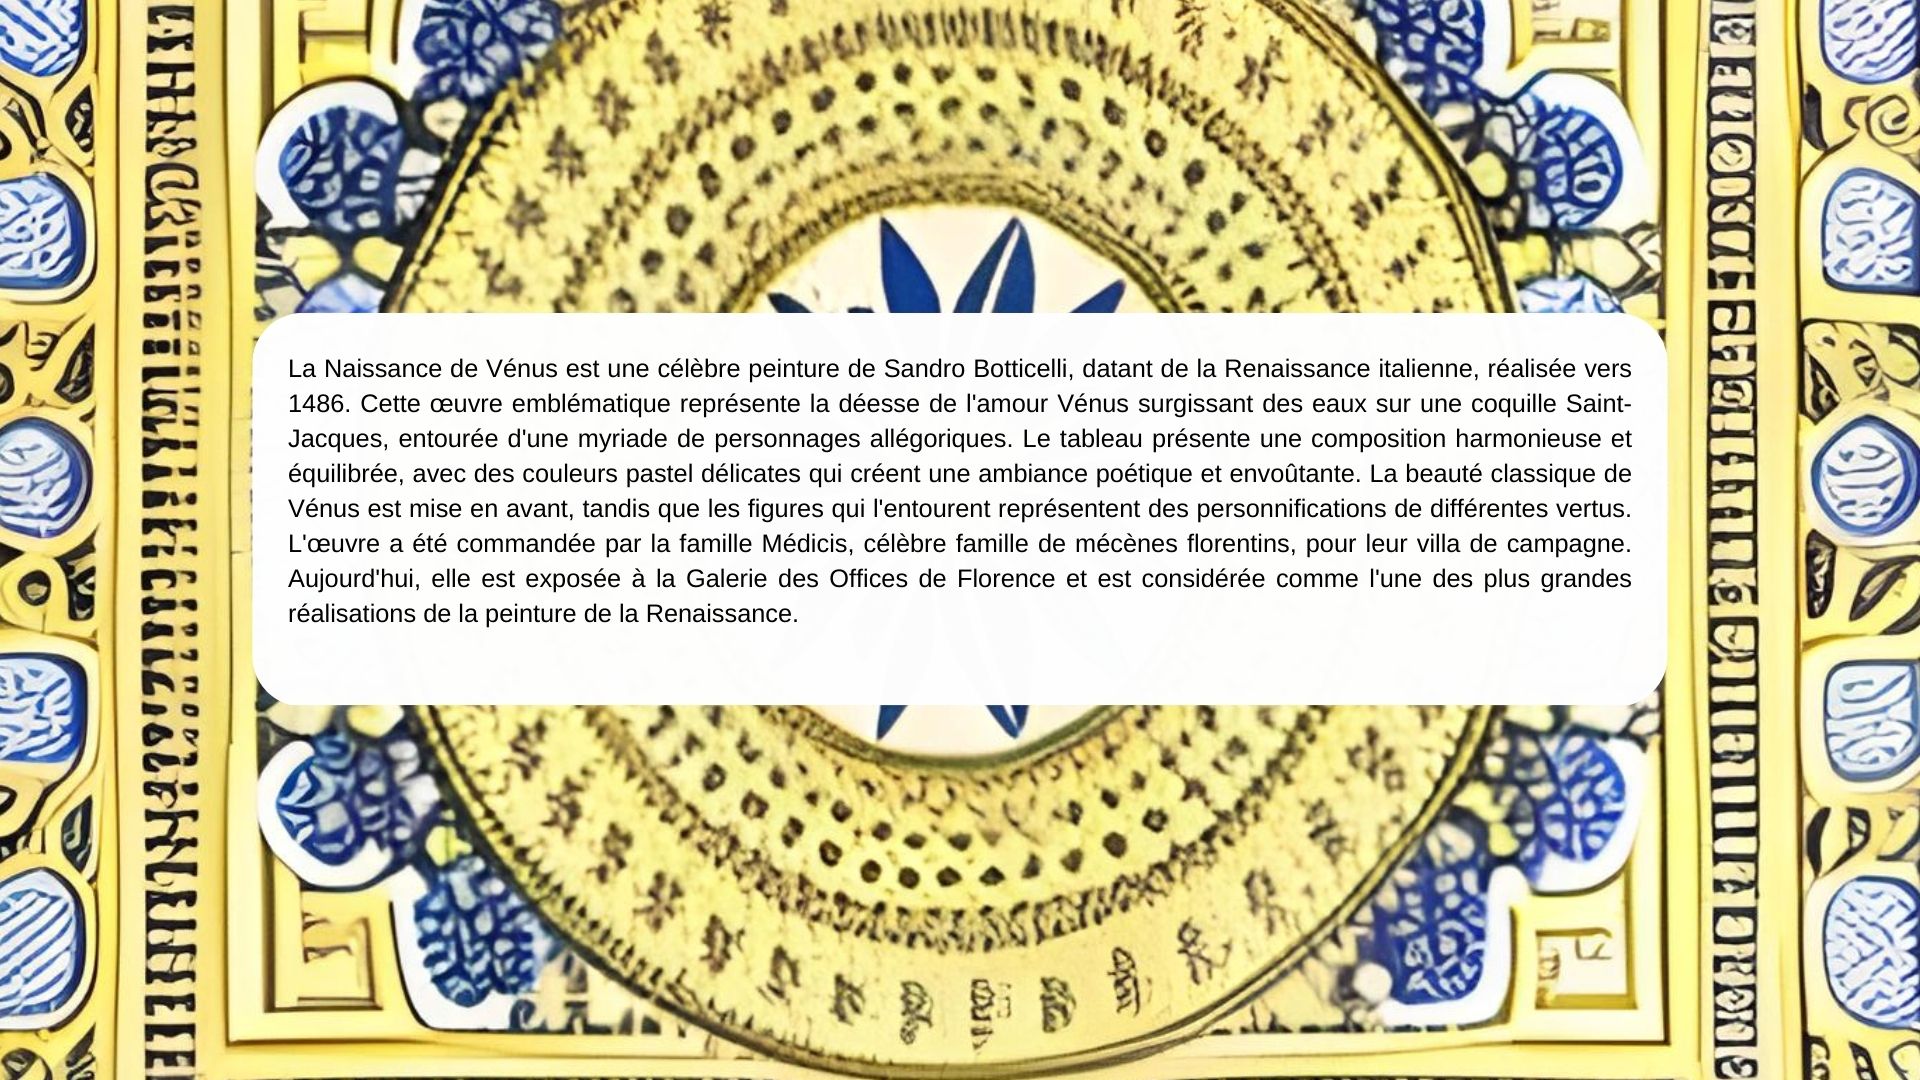 La Naissance de Vénus est une célèbre peinture de Sandro Botticelli, datant de la Renaissance italienne, réalisée vers
1486. Cette œuvre emblématique représente la déesse de l'amour Vénus surgissant des eaux sur une coquille Saint-
Jacques, entourée d'une myriade de personnages allégoriques. Le tableau présente une composition harmonieuse et
équilibrée, avec des couleurs pastel délicates qui créent une ambiance poétique et envoûtante. La beauté classique de
Vénus est mise en avant, tandis que les figures qui l'entourent représentent des personnifications de différentes vertus.
L'œuvre a été commandée par la famille Médicis, célèbre famille de mécènes florentins, pour leur villa de campagne.
Aujourd'hui, elle est exposée à la Galerie des Offices de Florence et est considérée comme l'une des plus grandes
réalisations de la peinture de la Renaissance.